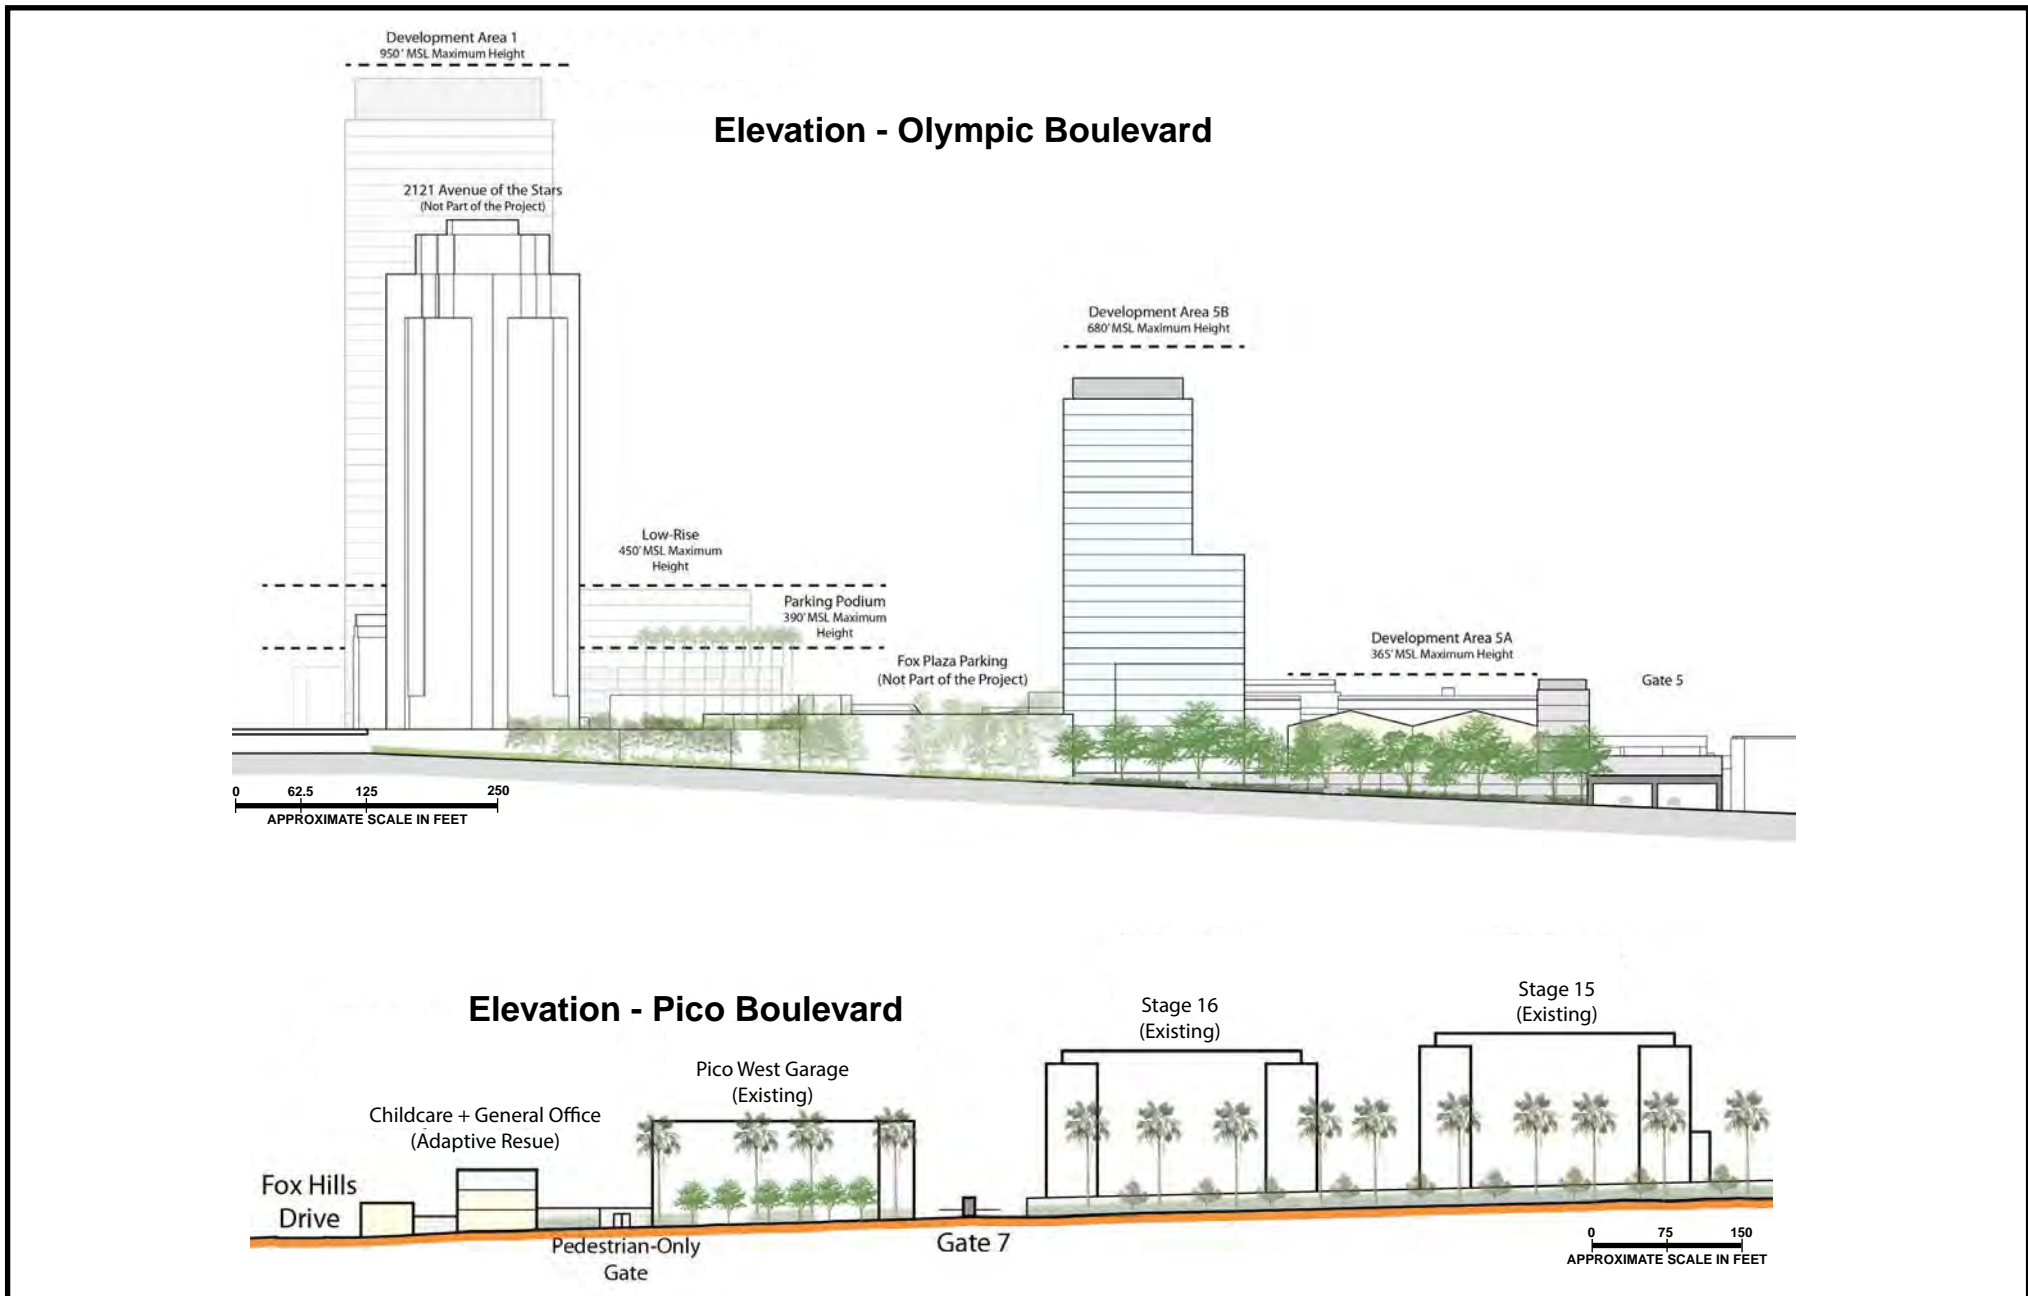 Development Area 1
950' MSL Maximum Height
Elevation - Olympic Boulevard
2121 Avenue of the Stars
(Not Part of the Project)
Development Area 5B
680' MSL Maximum Height
Low-Rise
450' MSL Maximum
Height
Parking Podium
390' MSL Maximum
Height
Fox Plaza Parking
(Not Part of the Project)
Development Area 5A
365' MSL Maximum Height
Gate 5
0 62.5 125 250
APPROXIMATE SCALE IN FEET
Elevation - Pico Boulevard
Stage 16
(Existing)
Stage 15
(Existing)
Pico West Garage
(Existing)
Childcare + General Office
(Adaptive Resue)
Fox Hills
Drive
Pedestrian-Only
Gate
Gate 7
0 75 150
APPROXIMATE SCALE IN FEET